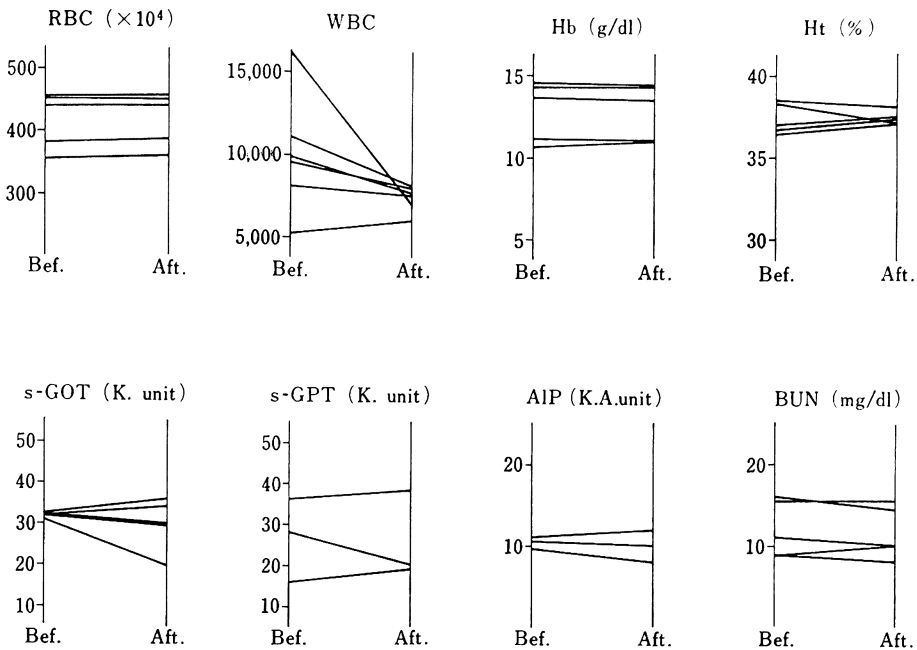 RBC (×10⁴)
500
400
300
Bef.
Aft.
WBC
15,000
10,000
5,000
Bef.
Aft.
Hb (g/dl)
15
10
5
Bef.
Aft.
Ht (%)
40
35
30
Bef.
Aft.
s-GOT (K. unit)
50
40
30
20
10
Bef.
Aft.
s-GPT (K. unit)
50
40
30
20
10
Bef.
Aft.
AlP (K.A.unit)
20
10
Bef.
Aft.
BUN (mg/dl)
20
10
Bef.
Aft.